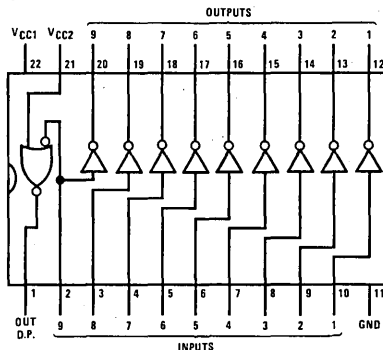 OUTPUTS
VCC1 VCC2 9 8 7 6 5 4 3 2 1
22 21 20 19 18 17 16 15 14 13 12
1 2 3 4 5 6 7 8 9 10 11
OUT D.P. 9 8 7 6 5 4 3 2 1 GND
INPUTS